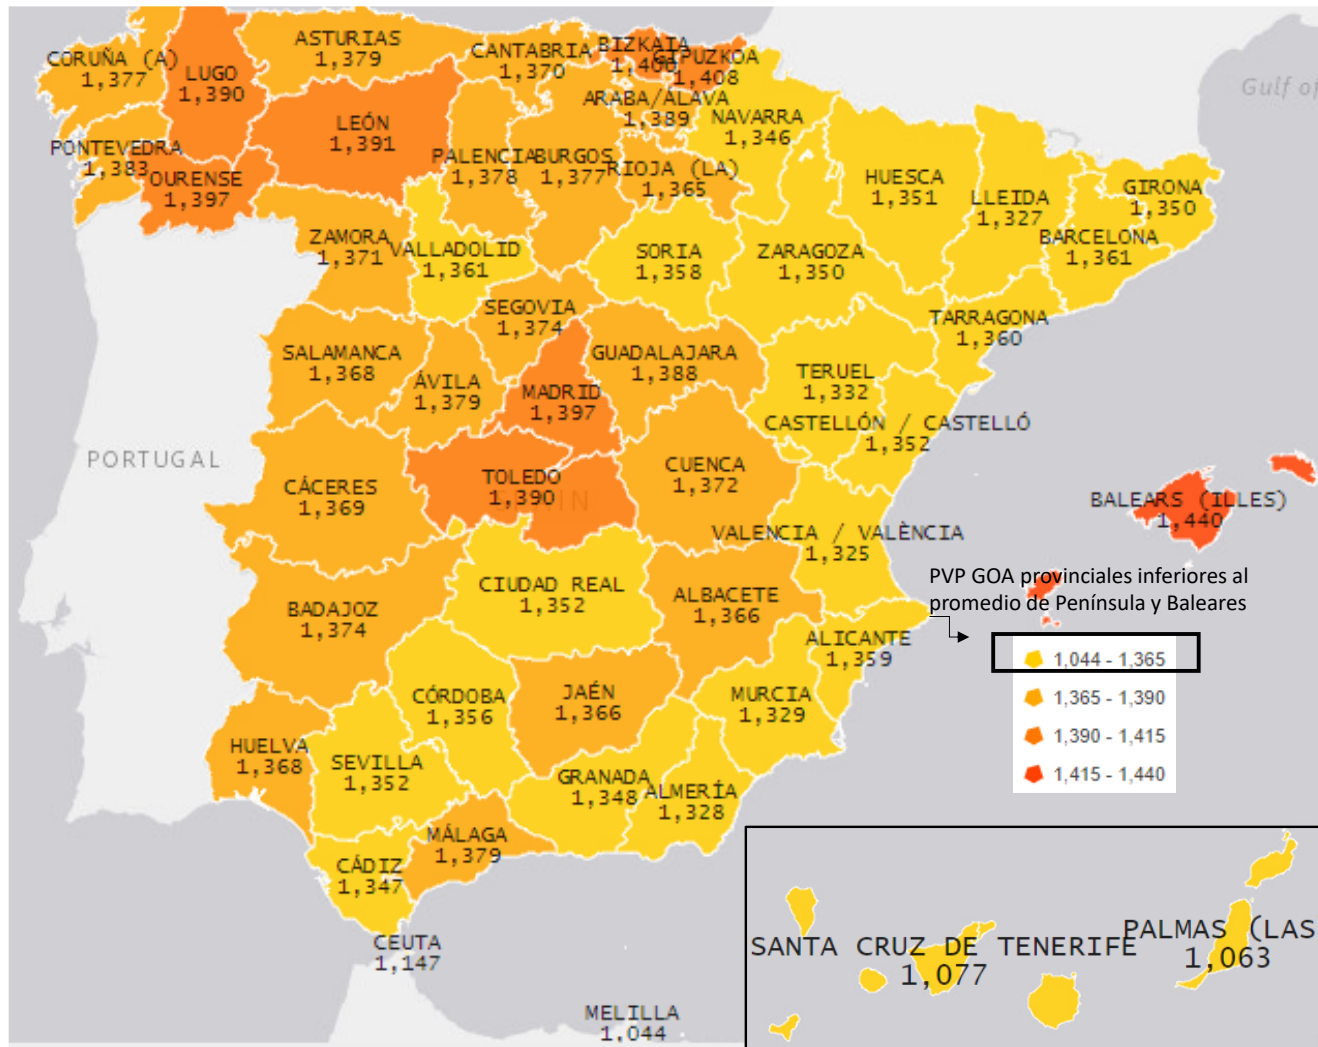 ASTURIAS
1,379
CORUÑA (A)
1,377
LUGO
1,390
CANTABRIA
1,370
BIZKAIA
GIPUZKOA
1,408
ARABA/ÁLAVA
1,389
NAVARRA
1,346
Gulf of
LEÓN
1,391
PONTEVEDRA
1,383
OURENSE
1,397
PALENCIA
1,378
BURGOS
1,377
RIOJA (LA)
1,365
HUESCA
1,351
LLEIDA
1,327
GIRONA
1,350
BARCELONA
1,361
ZAMORA
1,371
VALLADOLID
1,361
SORIA
1,358
ZARAGOZA
1,350
SEGOVIA
1,374
TARRAGONA
1,360
SALAMANCA
1,368
ÁVILA
1,379
MADRID
1,397
GUADALAJARA
1,388
TERUEL
1,332
CASTELLÓN / CASTELLÓ
1,352
PORTUGAL
CÁCERES
1,369
TOLEDO
1,390
CUENCA
1,372
BALEARS (ILLES)
1,440
VALENCIA / VALÈNCIA
1,325
BADAJOZ
1,374
CIUDAD REAL
1,352
ALBACETE
1,366
PVP GOA provinciales inferiores al
promedio de Península y Baleares
ALICANTE
1,359
1,044 - 1,365
1,365 - 1,390
1,390 - 1,415
1,415 - 1,440
CÓRDOBA
1,356
JAÉN
1,366
MURCIA
1,329
HUELVA
1,368
SEVILLA
1,352
GRANADA
1,348
ALMERÍA
1,328
MÁLAGA
1,379
CÁDIZ
1,347
CEUTA
1,147
MELILLA
1,044
SANTA CRUZ DE TENERIFE
1,077
PALMAS (LAS
1,063